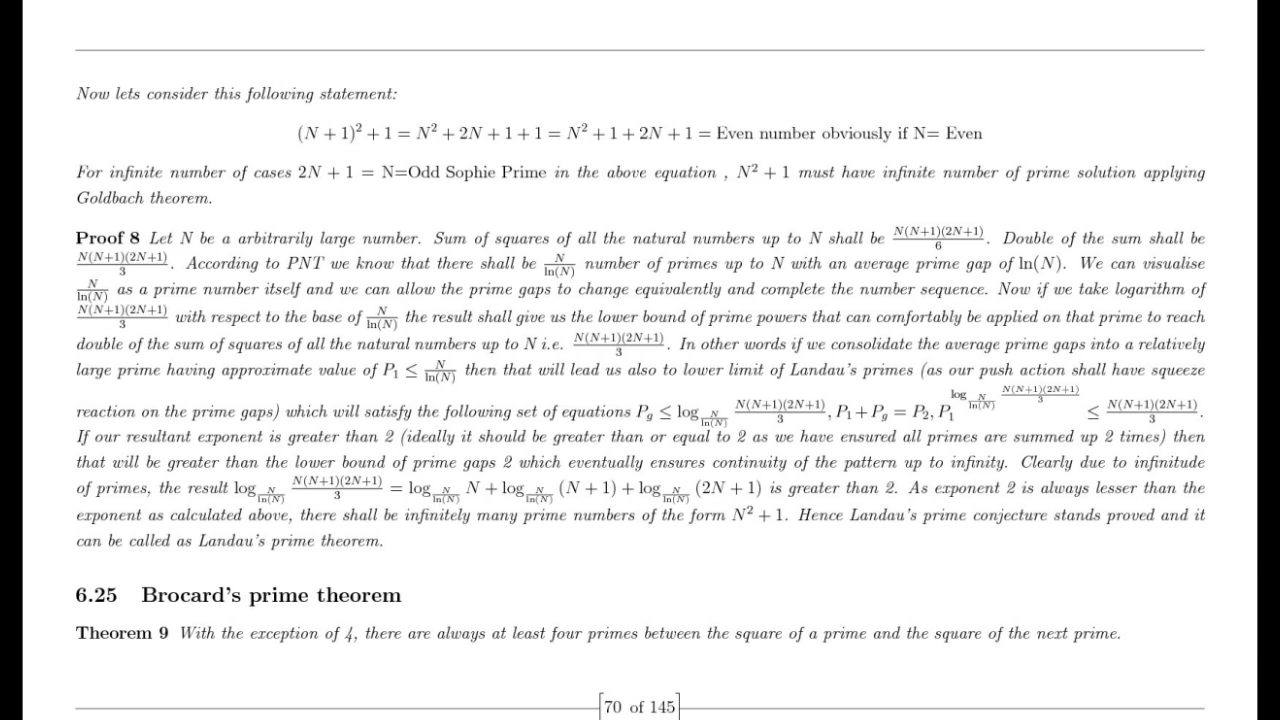 Now lets consider this following statement:
(N + 1)² + 1 = N² + 2N + 1 + 1 = N² + 1 + 2N + 1 = Even number obviously if N= Even
For infinite number of cases 2N + 1 = N=Odd Sophie Prime in the above equation , N² + 1 must have infinite number of prime solution applying
Goldbach theorem.
Proof 8 Let N be a arbitrarily large number. Sum of squares of all the natural numbers up to N shall be N(N+1)(2N+1)/6. Double of the sum shall be
N(N+1)(2N+1)/3. According to PNT we know that there shall be N/ln(N) number of primes up to N with an average prime gap of ln(N). We can visualise
N/ln(N) as a prime number itself and we can allow the prime gaps to change equivalently and complete the number sequence. Now if we take logarithm of
N(N+1)(2N+1)/3 with respect to the base of N/ln(N) the result shall give us the lower bound of prime powers that can comfortably be applied on that prime to reach
double of the sum of squares of all the natural numbers up to N i.e. N(N+1)(2N+1)/3. In other words if we consolidate the average prime gaps into a relatively
large prime having approximate value of P₁ ≤ N/ln(N) then that will lead us also to lower limit of Landau's primes (as our push action shall have squeeze
reaction on the prime gaps) which will satisfy the following set of equations P_g ≤ log_{N/ln(N)} N(N+1)(2N+1)/3, P₁ + P_g = P₂, P₁^{log_{N/ln(N)} N(N+1)(2N+1)/3} ≤ N(N+1)(2N+1)/3.
If our resultant exponent is greater than 2 (ideally it should be greater than or equal to 2 as we have ensured all primes are summed up 2 times) then
that will be greater than the lower bound of prime gaps 2 which eventually ensures continuity of the pattern up to infinity. Clearly due to infinitude
of primes, the result log_{N/ln(N)} N(N+1)(2N+1)/3 = log_{N/ln(N)} N + log_{N/ln(N)} (N + 1) + log_{N/ln(N)} (2N + 1) is greater than 2. As exponent 2 is always lesser than the
exponent as calculated above, there shall be infinitely many prime numbers of the form N² + 1. Hence Landau's prime conjecture stands proved and it
can be called as Landau's prime theorem.
6.25 Brocard's prime theorem
Theorem 9 With the exception of 4, there are always at least four primes between the square of a prime and the square of the next prime.
70 of 145